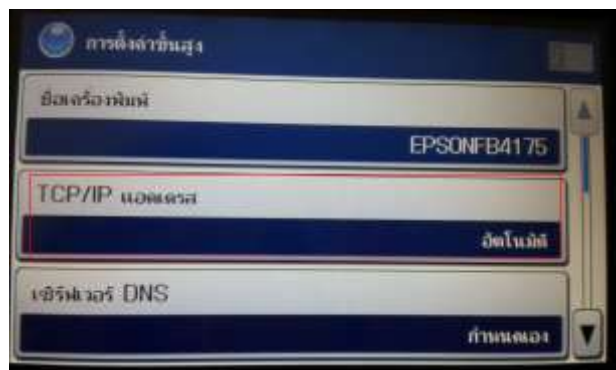 การตั้งค่าขั้นสูง
ชื่อเครื่องพิมพ์
EPSONFB4175
TCP/IP แอดเดรส
อัตโนมัติ
เซิร์ฟเวอร์ DNS
กำหนดเอง